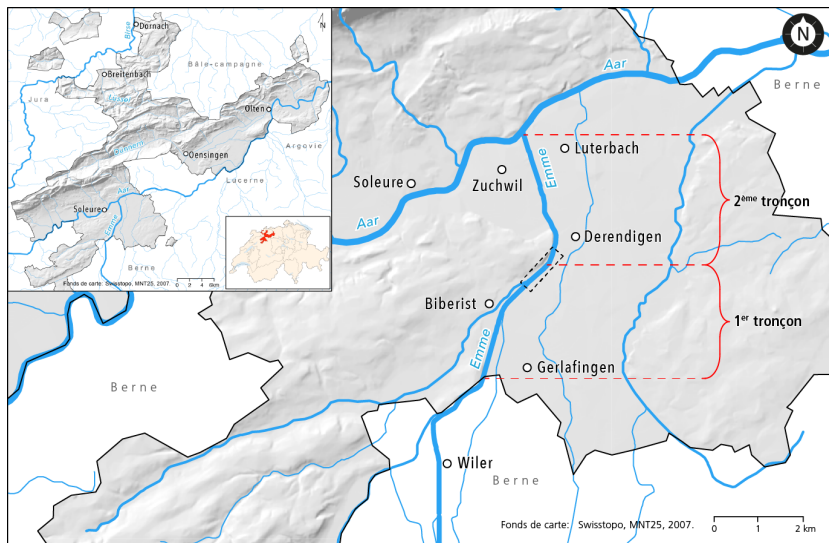 N
Dornach
Birse
Breitenbach
Bâle-campagne
Jura
Olten
Dünnern
Oensingen
Argovie
Lucerne
Aar
Soleure
Emme
Berne
Fonds de carte: Swisstopo, MNT25, 2007.
0 2 4 6km
N
Aar
Berne
Luterbach
Emme
Zuchwil
Soleure
2ème tronçon
Aar
Derendigen
Biberist
1er tronçon
Emme
Gerlafingen
Berne
Wiler
Berne
Fonds de carte: Swisstopo, MNT25, 2007.
0 1 2 km